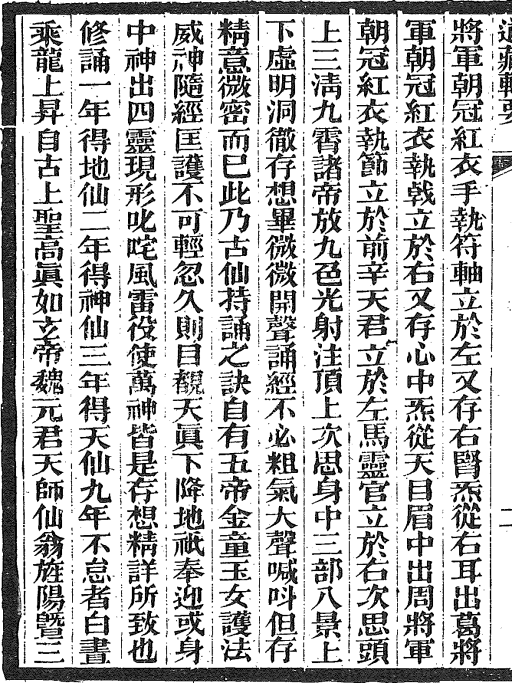 道藏輯要
二
將軍朝冠紅衣手執符軸立於左又存右腎炁從右耳出葛將
軍朝冠紅衣執戟立於右又存心中炁從天目眉中出周將軍
朝冠紅衣執節立於前辛天君立於左馬靈官立於右次思頭
上三淸九霄諸帝放九色光射注頂上次思身中三部八景上
下虛明洞徹存想畢微微開聲誦經不必粗氣大聲喊呌但存
精意微密而已此乃古仙持誦之訣自有五帝金童玉女護法
威神隨經匡護不可輕忽久則目覩天眞下降地祇奉迎或身
中神出四靈現形叱咤風雷役使萬神皆是存想精詳所致也
修誦一年得地仙二年得神仙三年得天仙九年不怠者白晝
乘龍上昇自古上聖高眞如玄帝魏元君天師仙翁旌陽曁三